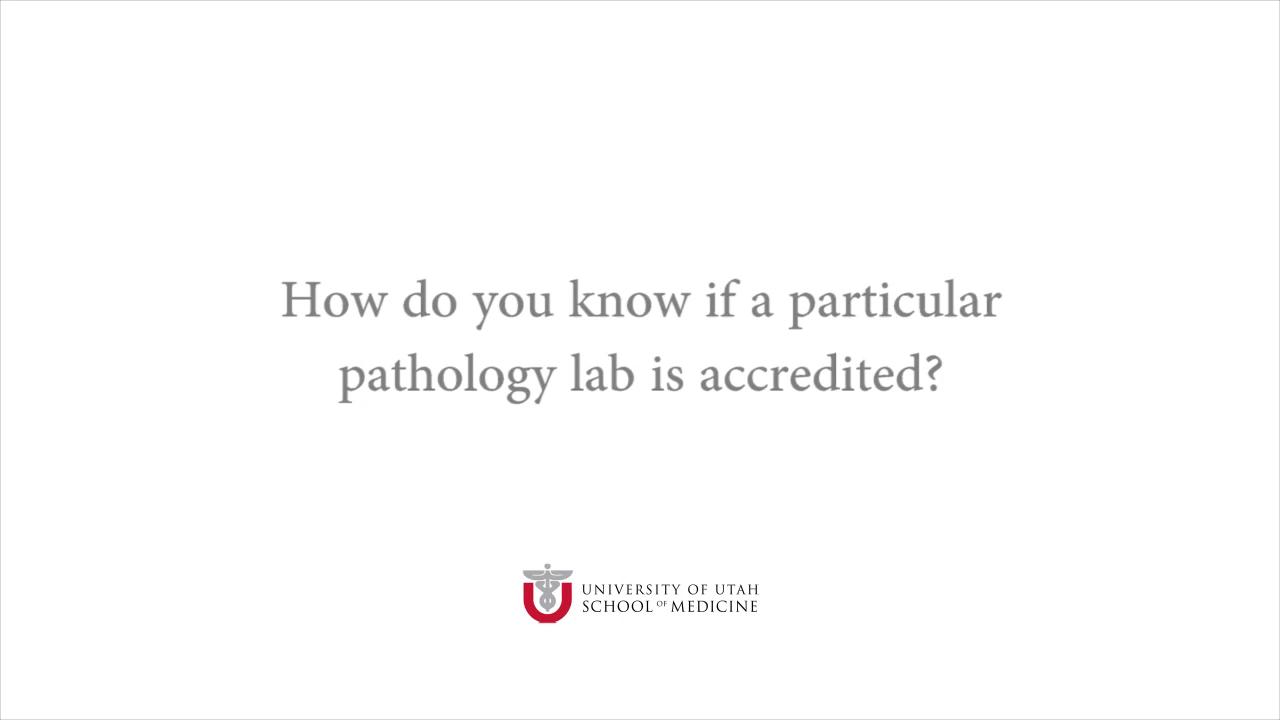 How do you know if a particular
pathology lab is accredited?
UNIVERSITY OF UTAH
SCHOOL OF MEDICINE